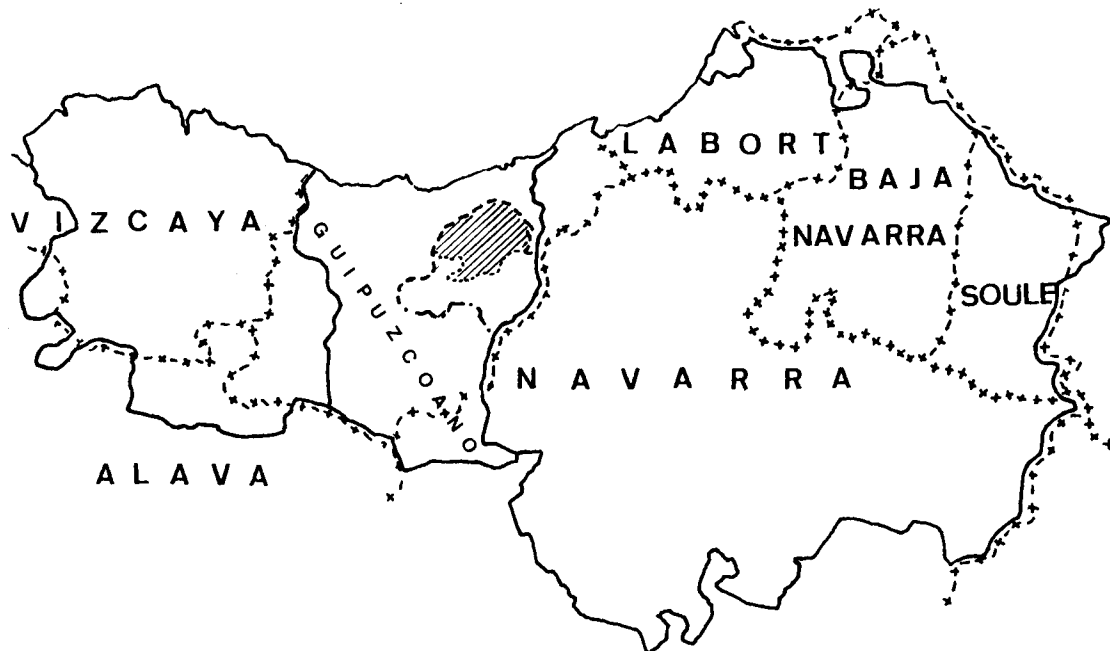 LABORT
BAJA
NAVARRA
VIZCAYA
GUIPUZCOANO
SOULE
NAVARRA
ALAVA